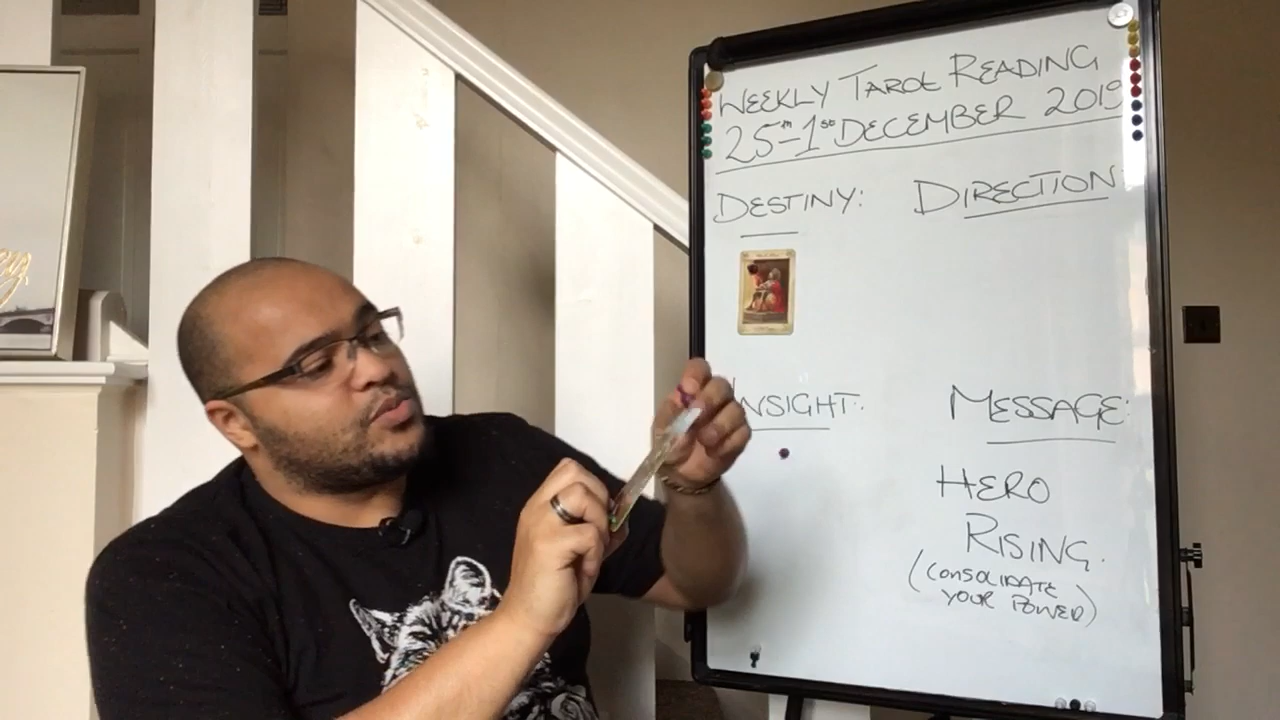 WEEKLY TAROT READING
25th-1st DECEMBER 2019
DESTINY:
DIRECTION:
INSIGHT:
MESSAGE:
HERO
RISING.
(CONSOLIDATE
YOUR POWER)